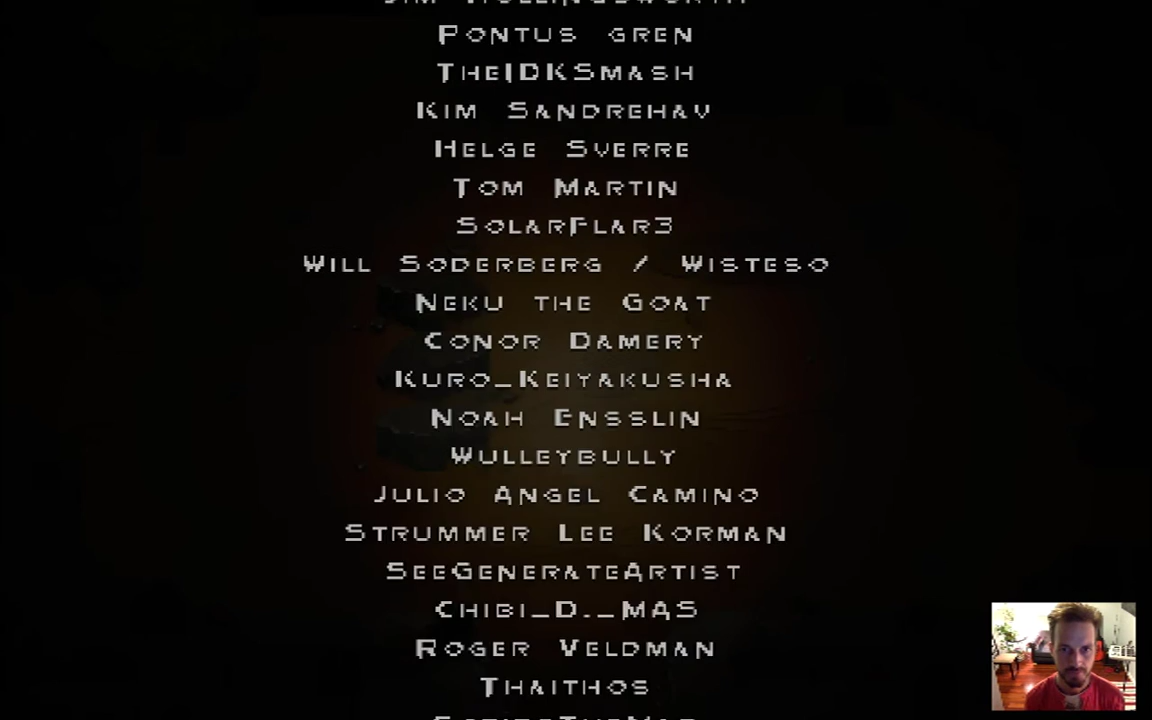 Pontus gren
TheIDKSmash
Kim Sandrehav
Helge Sverre
Tom Martin
SolarFlar3
Will Soderberg / Wisteso
Neku the Goat
Conor Damery
Kuro_Keiyakusha
Noah Ensslin
Wulleybully
Julio Angel Camino
Strummer Lee Korman
SeeGenerateArtist
Chibi_D._MAS
Roger Veldman
Thaithos